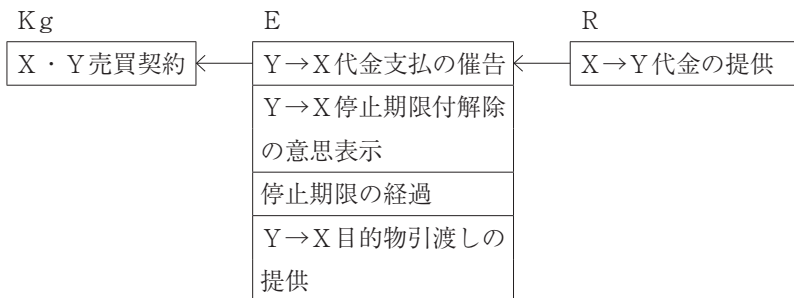 Ｋｇ
Ｅ
Ｒ
Ｘ・Ｙ売買契約
Ｙ→Ｘ代金支払の催告
Ｘ→Ｙ代金の提供
Ｙ→Ｘ停止期限付解除
の意思表示
停止期限の経過
Ｙ→Ｘ目的物引渡しの
提供